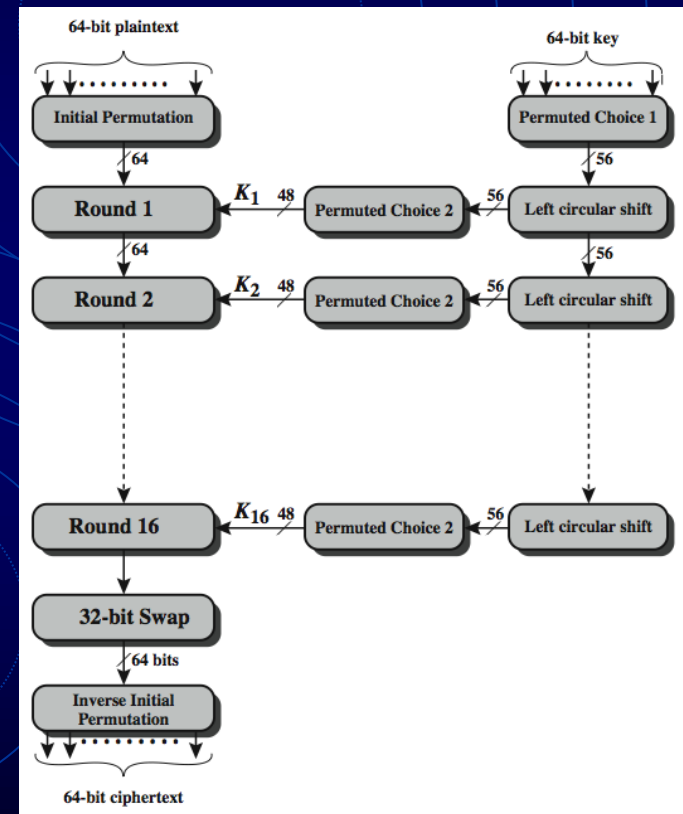 64-bit plaintext
64-bit key
Initial Permutation
Permuted Choice 1
64
56
Round 1
K1
48
Permuted Choice 2
56
Left circular shift
64
56
Round 2
K2
48
Permuted Choice 2
56
Left circular shift
Round 16
K16
48
Permuted Choice 2
56
Left circular shift
32-bit Swap
64 bits
Inverse Initial
Permutation
64-bit ciphertext